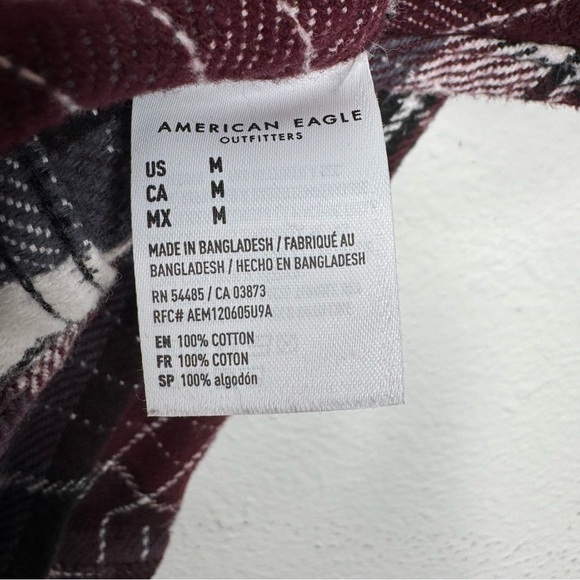 AMERICAN EAGLE
OUTFITTERS
US M
CA M
MX M
MADE IN BANGLADESH / FABRIQUÉ AU
BANGLADESH / HECHO EN BANGLADESH
RN 54485 / CA 03873
RFC# AEM120605U9A
EN 100% COTTON
FR 100% COTON
SP 100% algodón